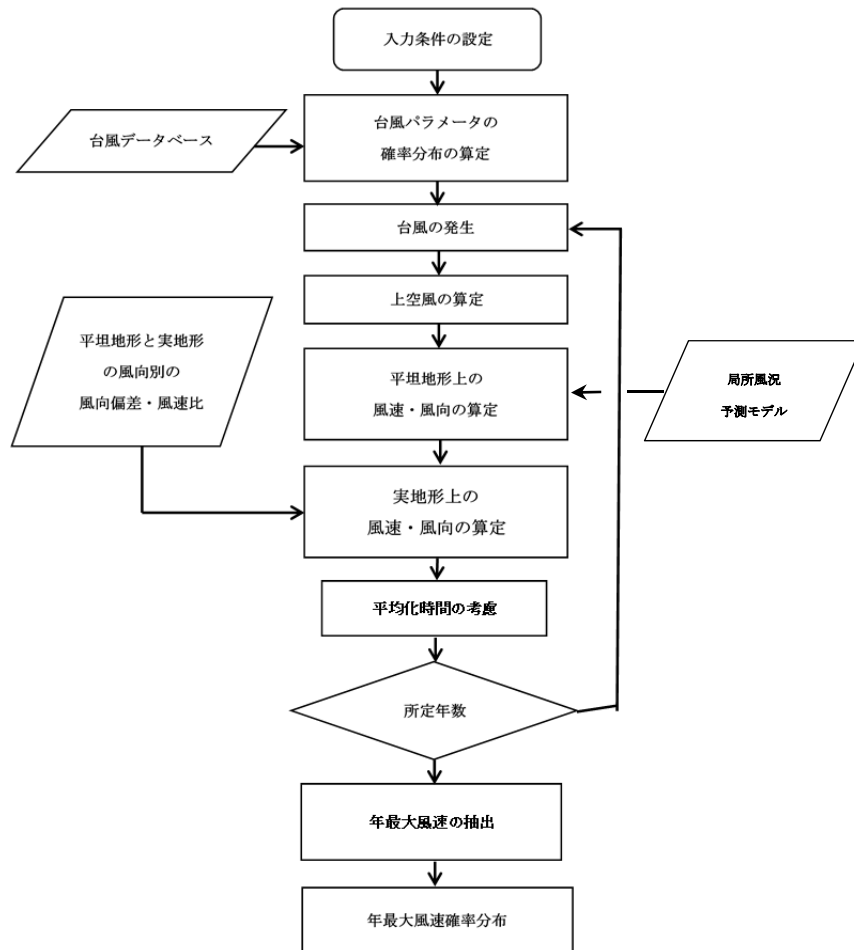 入力条件の設定
台風データベース
台風パラメータの
確率分布の算定
台風の発生
上空風の算定
平坦地形と実地形
の風向別の
風向偏差・風速比
平坦地形上の
風速・風向の算定
局所風況
予測モデル
実地形上の
風速・風向の算定
平均化時間の考慮
所定年数
年最大風速の抽出
年最大風速確率分布